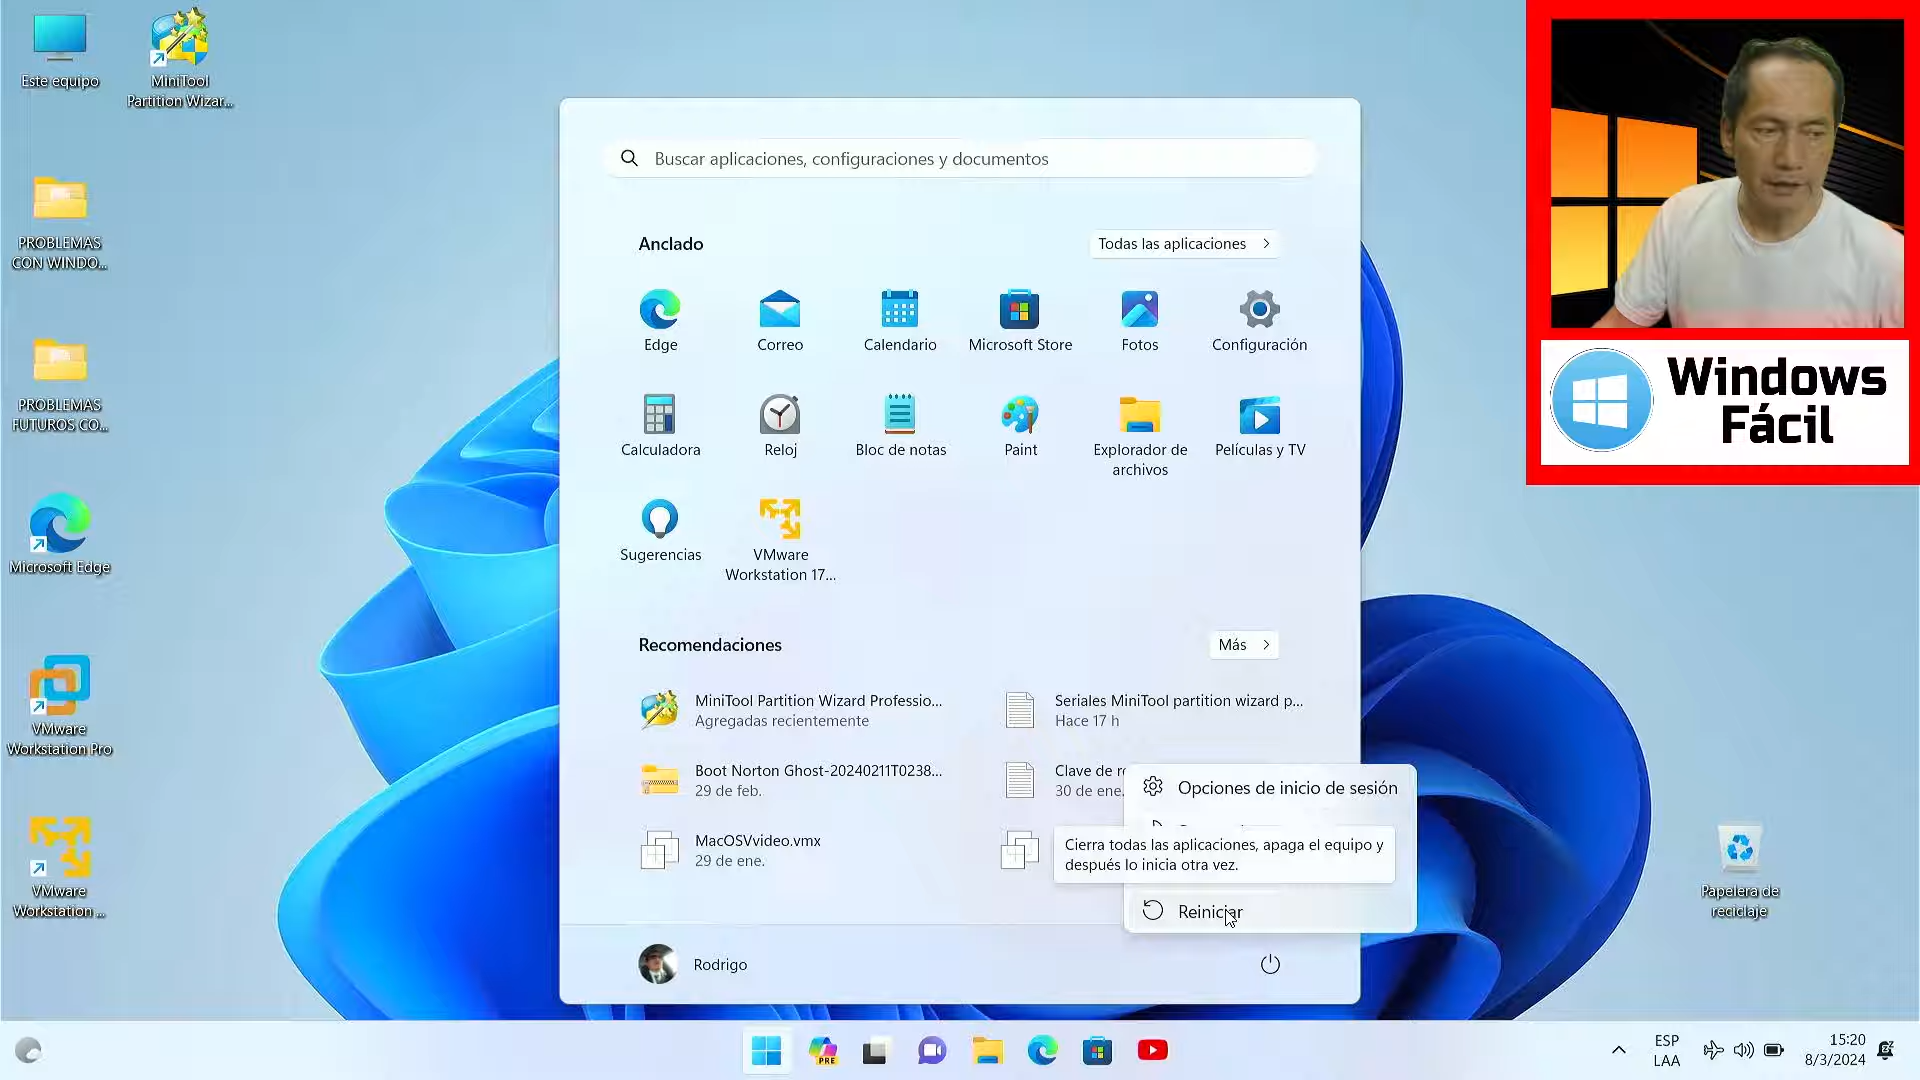 Este equipo
MiniTool
Partition Wizar...
PROBLEMAS
CON WINDO...
PROBLEMAS
FUTUROS CO...
Microsoft Edge
VMware
Workstation Pro
VMware
Workstation ...
Buscar aplicaciones, configuraciones y documentos
Anclado
Todas las aplicaciones
Edge
Correo
Calendario
Microsoft Store
Fotos
Configuración
Calculadora
Reloj
Bloc de notas
Paint
Explorador de
archivos
Películas y TV
Sugerencias
VMware
Workstation 17...
Recomendaciones
Más
MiniTool Partition Wizard Professio...
Agregadas recientemente
Seriales MiniTool partition wizard p...
Hace 17 h
Boot Norton Ghost-20240211T0238...
29 de feb.
Clave de r
30 de ene.
MacOSVvideo.vmx
29 de ene.
Opciones de inicio de sesión
Cierra todas las aplicaciones, apaga el equipo y
después lo inicia otra vez.
Reiniciar
Rodrigo
Windows
Fácil
Papelera de
reciclaje
PRE
ESP
LAA
15:20
8/3/2024